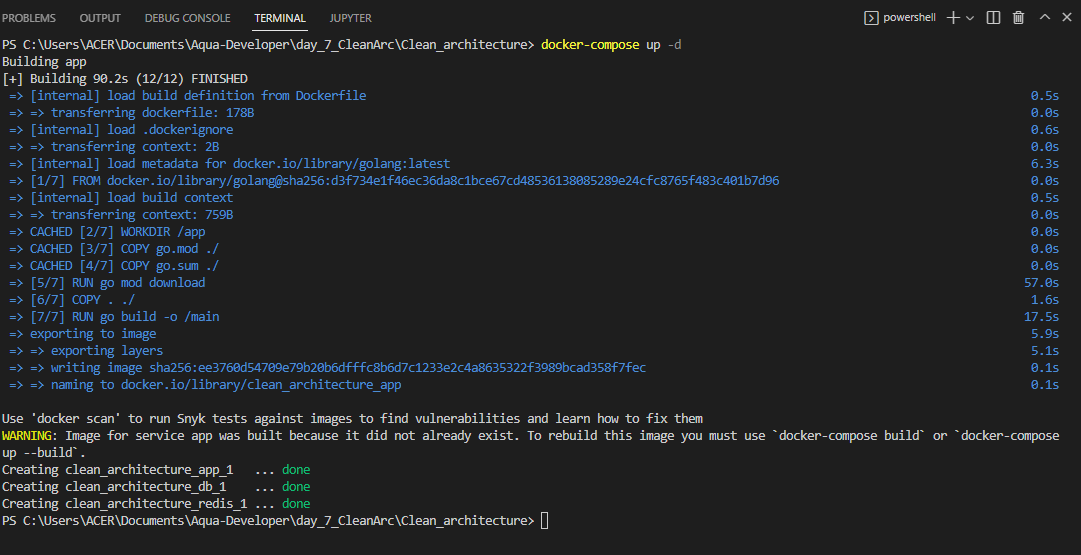 PROBLEMS OUTPUT DEBUG CONSOLE TERMINAL JUPYTER powershell
PS C:\Users\ACER\Documents\Aqua-Developer\day_7_CleanArc\Clean_architecture> docker-compose up -d
Building app
[+] Building 90.2s (12/12) FINISHED
=> [internal] load build definition from Dockerfile 0.5s
=> => transferring dockerfile: 178B 0.0s
=> [internal] load .dockerignore 0.6s
=> => transferring context: 2B 0.0s
=> [internal] load metadata for docker.io/library/golang:latest 6.3s
=> [1/7] FROM docker.io/library/golang@sha256:d3f734e1f46ec36da8c1bce67cd48536138085289e24cfc8765f483c401b7d96 0.0s
=> [internal] load build context 0.5s
=> => transferring context: 759B 0.0s
=> CACHED [2/7] WORKDIR /app 0.0s
=> CACHED [3/7] COPY go.mod ./ 0.0s
=> CACHED [4/7] COPY go.sum ./ 0.0s
=> [5/7] RUN go mod download 57.0s
=> [6/7] COPY . ./ 1.6s
=> [7/7] RUN go build -o /main 17.5s
=> exporting to image 5.9s
=> => exporting layers 5.1s
=> => writing image sha256:ee3760d54709e79b20b6dfffc8b6d7c1233e2c4a8635322f3989bcad358f7fec 0.1s
=> => naming to docker.io/library/clean_architecture_app 0.1s
Use 'docker scan' to run Snyk tests against images to find vulnerabilities and learn how to fix them
WARNING: Image for service app was built because it did not already exist. To rebuild this image you must use `docker-compose build` or `docker-compose
up --build`.
Creating clean_architecture_app_1 ... done
Creating clean_architecture_db_1 ... done
Creating clean_architecture_redis_1 ... done
PS C:\Users\ACER\Documents\Aqua-Developer\day_7_CleanArc\Clean_architecture>